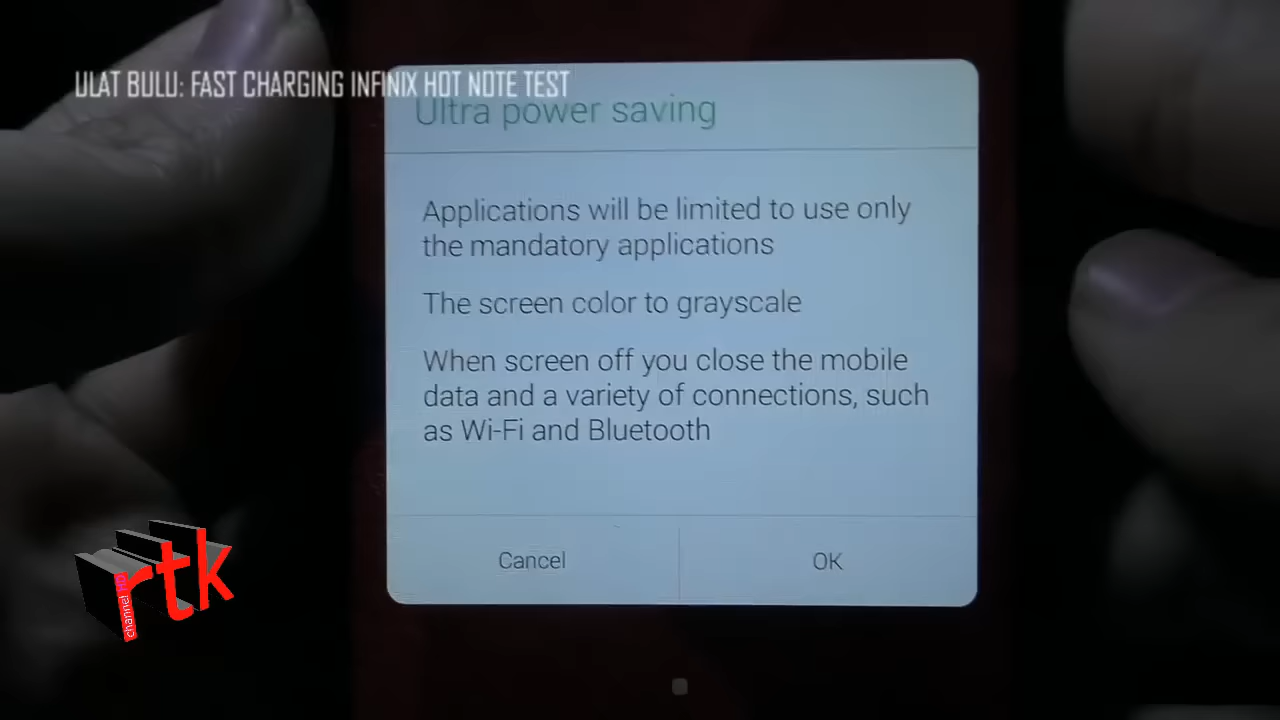 ULAT BULU: FAST CHARGING INFINIX HOT NOTE TEST
Ultra power saving
Applications will be limited to use only
the mandatory applications
The screen color to grayscale
When screen off you close the mobile
data and a variety of connections, such
as Wi-Fi and Bluetooth
Cancel
OK
rtk
channel HD